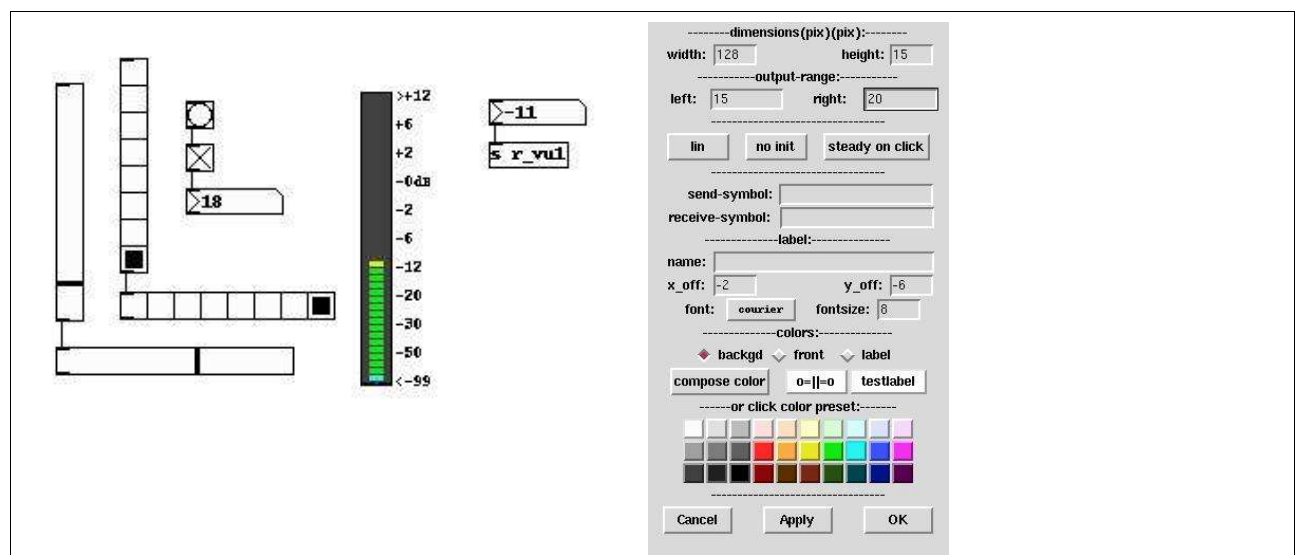 18
>+12
+6
+2
-0dB
-2
-6
-12
-20
-30
-50
<-99
-11
s r_vu1
--------dimensions(pix)(pix):--------
width: 128 height: 15
-----------output-range:-----------
left: 15 right: 20
lin no init steady on click
send-symbol:
receive-symbol:
--------------label:---------------
name:
x_off: -2 y_off: -6
font: courier fontsize: 8
--------------colors:--------------
backgd front label
compose color o=||=o testlabel
------or click color preset:-------
Cancel Apply OK